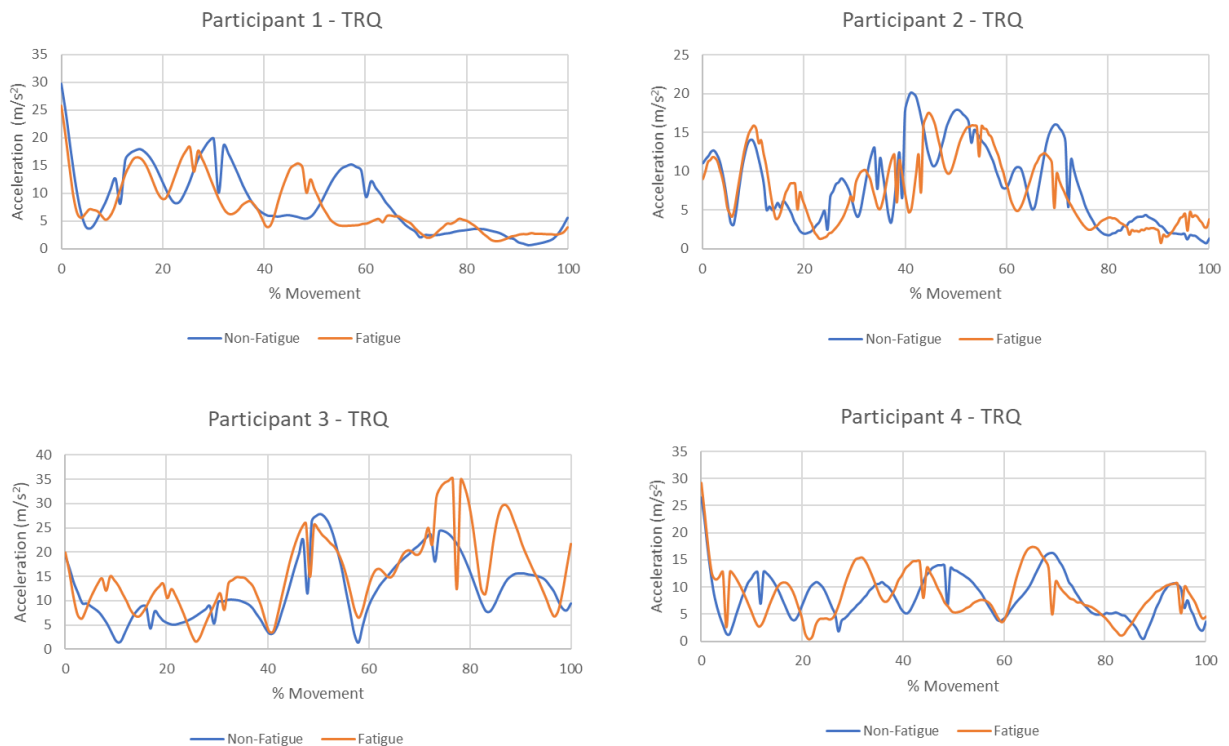 Participant 1 - TRQ
Acceleration (m/s²)
35
30
25
20
15
10
5
0
0 20 40 60 80 100
% Movement
Non-Fatigue Fatigue
Participant 2 - TRQ
Acceleration (m/s²)
25
20
15
10
5
0
0 20 40 60 80 100
% Movement
Non-Fatigue Fatigue
Participant 3 - TRQ
Acceleration (m/s²)
40
35
30
25
20
15
10
5
0
0 20 40 60 80 100
% Movement
Non-Fatigue Fatigue
Participant 4 - TRQ
Acceleration (m/s²)
35
30
25
20
15
10
5
0
0 20 40 60 80 100
% Movement
Non-Fatigue Fatigue